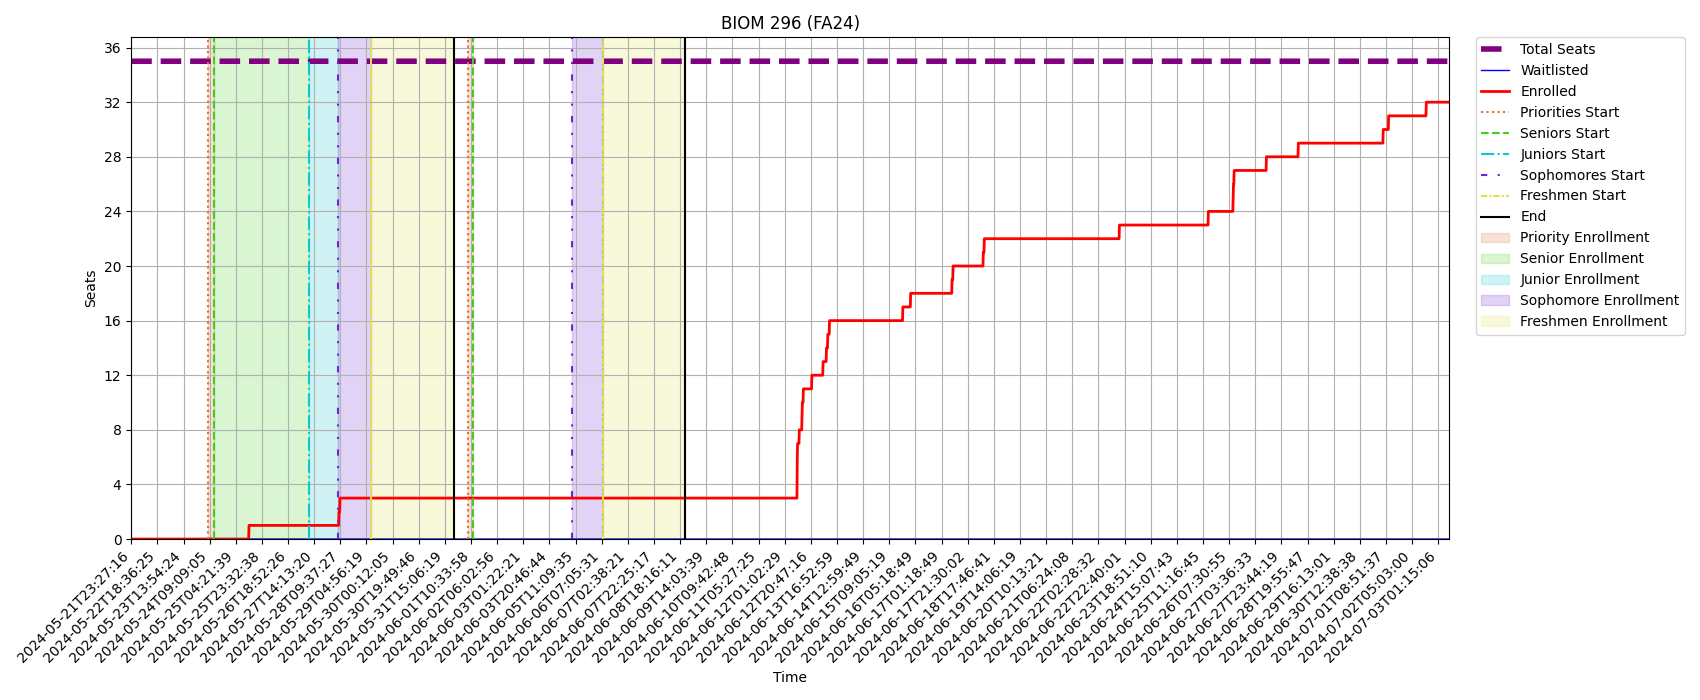 BIOM 296 (FA24)
Seats
36
32
28
24
20
16
12
8
4
0
2024-05-21T23:27:16
2024-05-22T18:36:25
2024-05-23T13:54:24
2024-05-24T09:09:05
2024-05-25T04:21:39
2024-05-25T23:32:38
2024-05-26T18:52:26
2024-05-27T14:13:20
2024-05-28T09:37:27
2024-05-29T04:56:19
2024-05-30T00:12:05
2024-05-30T19:49:46
2024-05-31T15:06:19
2024-06-01T10:33:58
2024-06-02T06:02:56
2024-06-03T01:22:21
2024-06-03T20:46:44
2024-06-05T11:09:35
2024-06-06T07:05:31
2024-06-07T02:38:21
2024-06-07T22:25:17
2024-06-08T18:16:11
2024-06-09T14:03:39
2024-06-10T09:42:48
2024-06-11T05:27:25
2024-06-12T01:02:29
2024-06-12T20:47:16
2024-06-13T16:52:59
2024-06-14T12:59:49
2024-06-15T09:05:19
2024-06-16T05:18:49
2024-06-17T01:18:49
2024-06-17T21:30:02
2024-06-18T17:46:41
2024-06-19T14:06:19
2024-06-20T10:13:21
2024-06-21T06:24:08
2024-06-22T02:28:32
2024-06-22T22:40:01
2024-06-23T18:51:10
2024-06-24T15:07:43
2024-06-25T11:16:45
2024-06-26T07:30:55
2024-06-27T03:36:33
2024-06-27T23:44:19
2024-06-28T19:55:47
2024-06-29T16:13:01
2024-06-30T12:38:38
2024-07-01T08:51:37
2024-07-02T05:03:00
2024-07-03T01:15:06
Time
Total Seats
Waitlisted
Enrolled
Priorities Start
Seniors Start
Juniors Start
Sophomores Start
Freshmen Start
End
Priority Enrollment
Senior Enrollment
Junior Enrollment
Sophomore Enrollment
Freshmen Enrollment